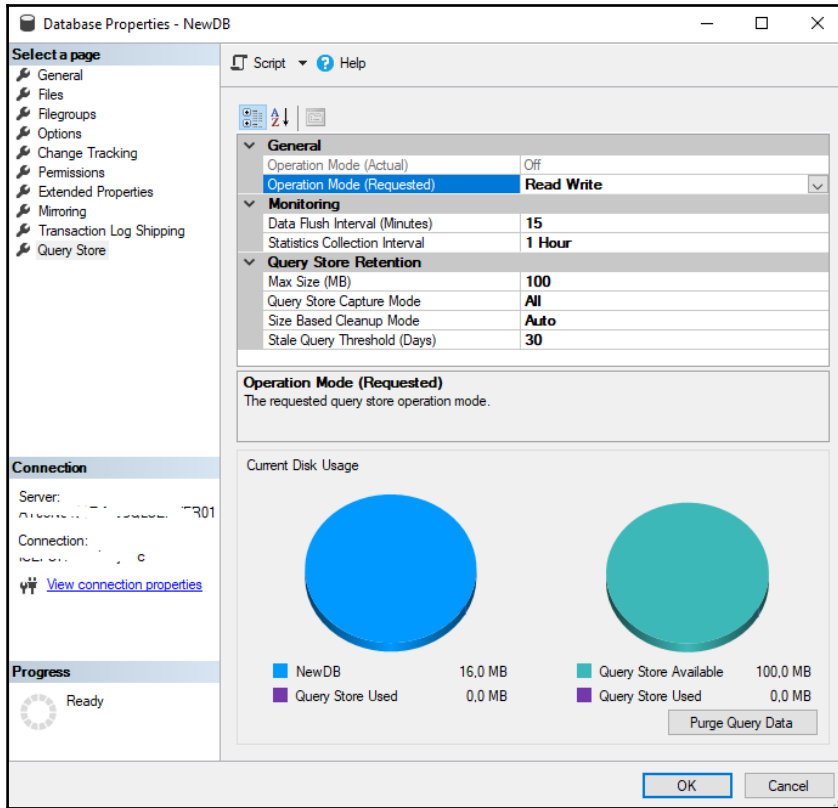 Database Properties - NewDB
Select a page
General
Files
Filegroups
Options
Change Tracking
Permissions
Extended Properties
Mirroring
Transaction Log Shipping
Query Store
Connection
Server:
Connection:
View connection properties
Progress
Ready
Script Help
General
Operation Mode (Actual) Off
Operation Mode (Requested) Read Write
Monitoring
Data Flush Interval (Minutes) 15
Statistics Collection Interval 1 Hour
Query Store Retention
Max Size (MB) 100
Query Store Capture Mode All
Size Based Cleanup Mode Auto
Stale Query Threshold (Days) 30
Operation Mode (Requested)
The requested query store operation mode.
Current Disk Usage
NewDB 16,0 MB
Query Store Used 0,0 MB
Query Store Available 100,0 MB
Query Store Used 0,0 MB
Purge Query Data
OK Cancel